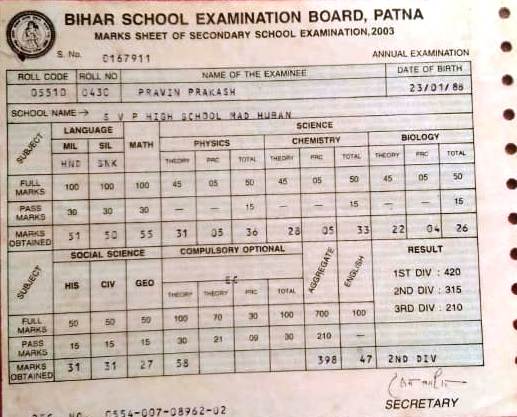 BIHAR SCHOOL EXAMINATION BOARD, PATNA
MARKS SHEET OF SECONDARY SCHOOL EXAMINATION, 2003
S. No. 0167911 ANNUAL EXAMINATION
ROLL CODE ROLL NO NAME OF THE EXAMINEE DATE OF BIRTH
05510 0430 PRAVIN PRAKASH 23/01/88
SCHOOL NAME → S V P HIGH SCHOOL MAD HUBAN
SUBJECT LANGUAGE MATH SCIENCE
MIL SIL PHYSICS CHEMISTRY BIOLOGY
HND SNK THEORY PRC TOTAL THEORY PRC TOTAL THEORY PRC TOTAL
FULL MARKS 100 100 100 45 05 50 45 05 50 45 05 50
PASS MARKS 30 30 30 — — 15 — — 15 — — 15
MARKS OBTAINED 51 50 55 31 05 36 28 05 33 22 04 26
SUBJECT SOCIAL SCIENCE COMPULSORY OPTIONAL AGGREGATE ENGLISH RESULT
HIS CIV GEO EC 1ST DIV : 420
THEORY THEORY PRC TOTAL 2ND DIV : 315
3RD DIV : 210
FULL MARKS 50 50 50 100 70 30 100 700 100
PASS MARKS 15 15 15 30 21 09 30 210 —
MARKS OBTAINED 31 31 27 58 398 47 2ND DIV
SECRETARY
0554-007-08962-02